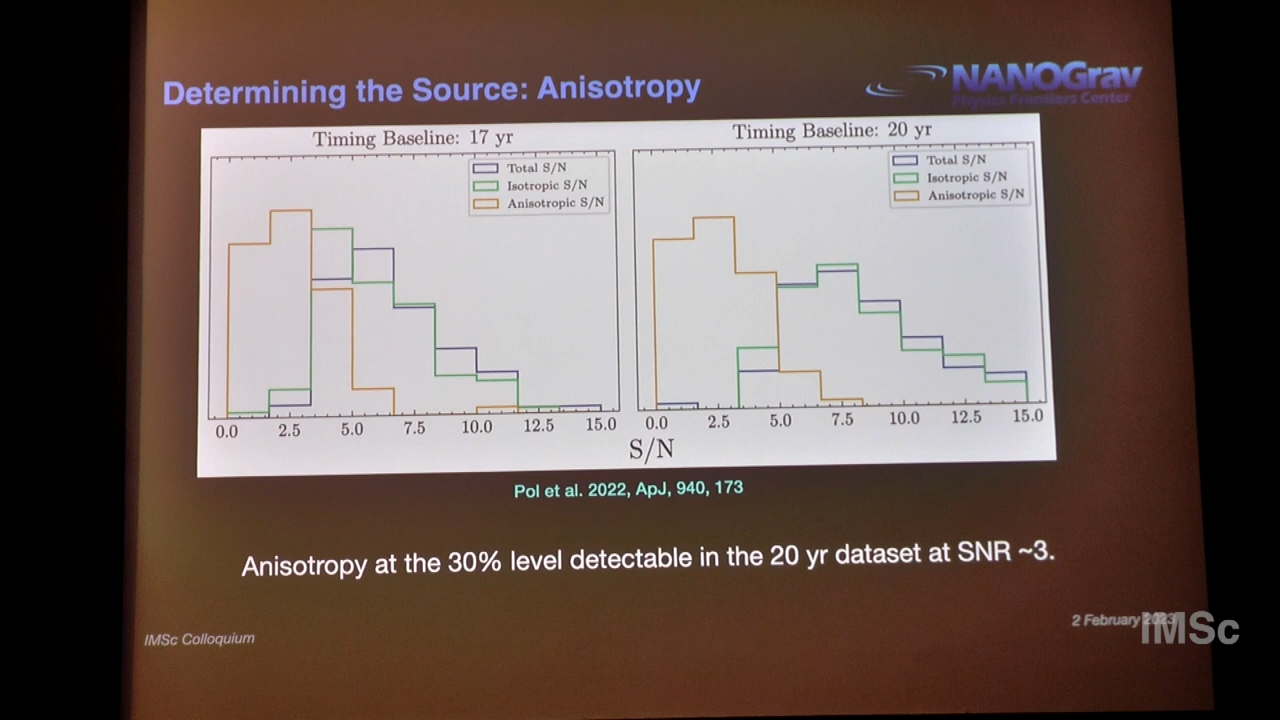 Determining the Source: Anisotropy
NANOGrav
Physics Frontiers Center
Timing Baseline: 17 yr
Total S/N
Isotropic S/N
Anisotropic S/N
0.0 2.5 5.0 7.5 10.0 12.5 15.0
Timing Baseline: 20 yr
Total S/N
Isotropic S/N
Anisotropic S/N
0.0 2.5 5.0 7.5 10.0 12.5 15.0
S/N
Pol et al. 2022, ApJ, 940, 173
Anisotropy at the 30% level detectable in the 20 yr dataset at SNR ~3.
IMSc Colloquium
2 February 2023
IMSc